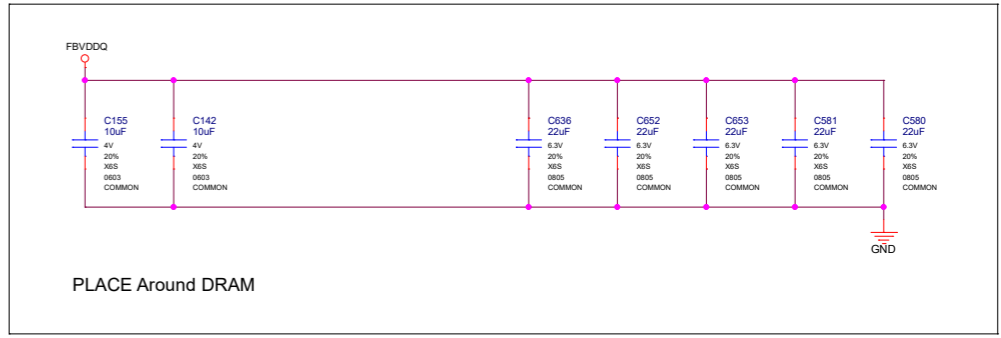 FBVDDQ
C155
10uF
4V
20%
X6S
0603
COMMON
C142
10uF
4V
20%
X6S
0603
COMMON
C636
22uF
6.3V
20%
X6S
0805
COMMON
C652
22uF
6.3V
20%
X6S
0805
COMMON
C653
22uF
6.3V
20%
X6S
0805
COMMON
C581
22uF
6.3V
20%
X6S
0805
COMMON
C580
22uF
6.3V
20%
X6S
0805
COMMON
GND
PLACE Around DRAM